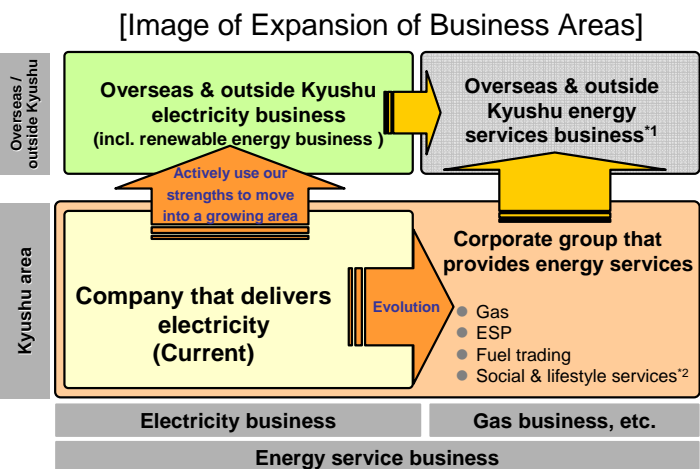 [Image of Expansion of Business Areas]
Overseas /
outside Kyushu
Overseas & outside Kyushu
electricity business
(incl. renewable energy business )
Overseas & outside
Kyushu energy
services business*1
Actively use our
strengths to move
into a growing area
Kyushu area
Company that delivers
electricity
(Current)
Evolution
Corporate group that
provides energy services
● Gas
● ESP
● Fuel trading
● Social & lifestyle services*2
Electricity business
Gas business, etc.
Energy service business